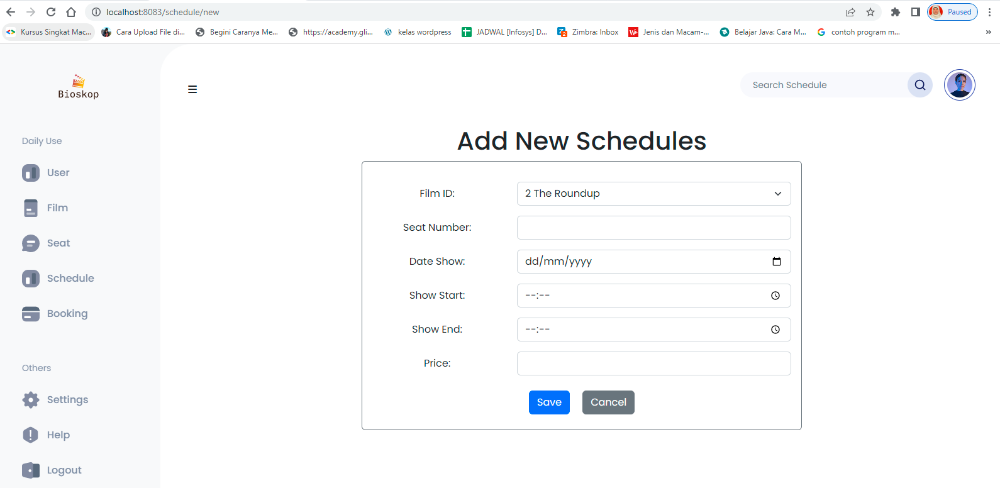 localhost:8083/schedule/new
Paused
Kursus Singkat Mac...
Cara Upload File di...
Begini Caranya Me...
https://academy.gli...
kelas wordpress
JADWAL [Infosys] D...
Zimbra: Inbox
Jenis dan Macam-...
Belajar Java: Cara M...
contoh program m...
»
Bioskop
Search Schedule
Daily Use
User
Film
Seat
Schedule
Booking
Others
Settings
Help
Logout
Add New Schedules
Film ID:
2 The Roundup
Seat Number:
Date Show:
dd/mm/yyyy
Show Start:
--:--
Show End:
--:--
Price:
Save
Cancel